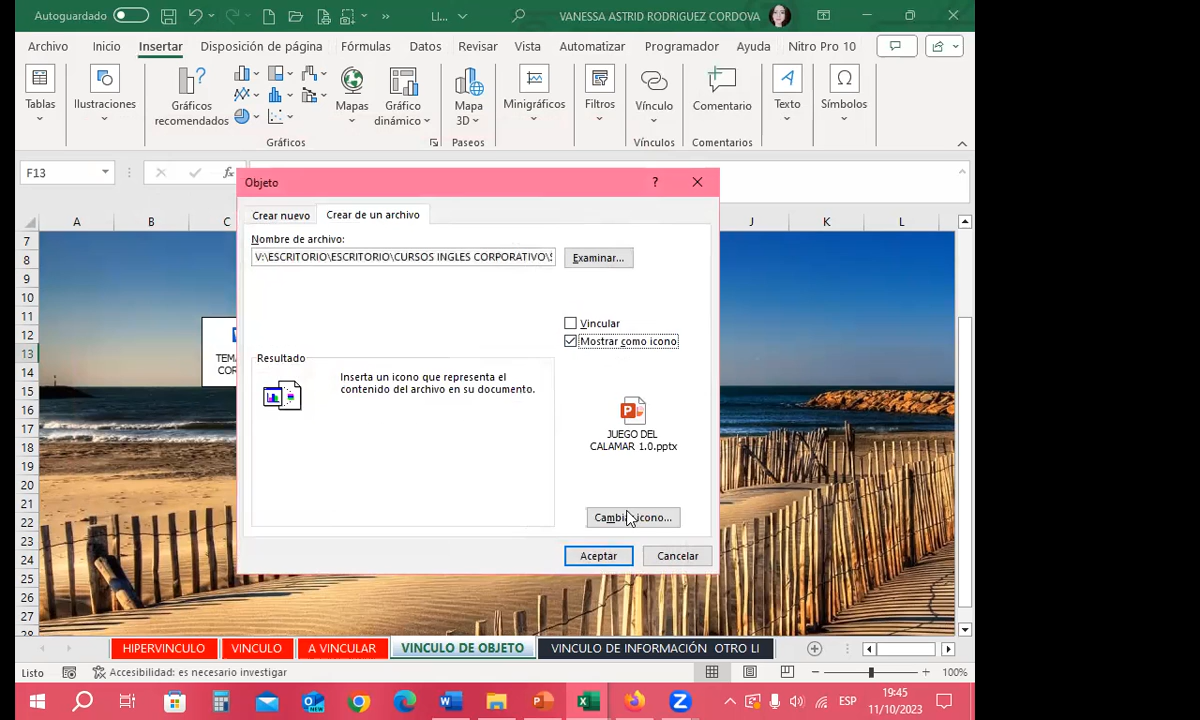 Autoguardado
LI...
VANESSA ASTRID RODRIGUEZ CORDOVA
Archivo Inicio Insertar Disposición de página Fórmulas Datos Revisar Vista Automatizar Programador Ayuda Nitro Pro 10
Tablas
Ilustraciones
Gráficos
recomendados
Mapas
Gráfico
dinámico
Mapa
3D
Minigráficos
Filtros
Vínculo
Comentario
Texto
Símbolos
Gráficos Paseos Vínculos Comentarios
F13
fx
Objeto
?
Crear nuevo Crear de un archivo
Nombre de archivo:
V:\ESCRITORIO\ESCRITORIO\CURSOS INGLES CORPORATIVO\S
Examinar...
Vincular
Mostrar como icono
Resultado
Inserta un icono que representa el
contenido del archivo en su documento.
JUEGO DEL
CALAMAR 1.0.pptx
icono...
Aceptar Cancelar
A B C J K L
7
8
9
10
11
12
13
14
15
16
17
18
19
20
21
22
23
24
25
26
27
28
TEM
COR
HIPERVINCULO VINCULO A VINCULAR VINCULO DE OBJETO VINCULO DE INFORMACIÓN OTRO LI
Listo
Accesibilidad: es necesario investigar
100%
ESP
19:45
11/10/2023